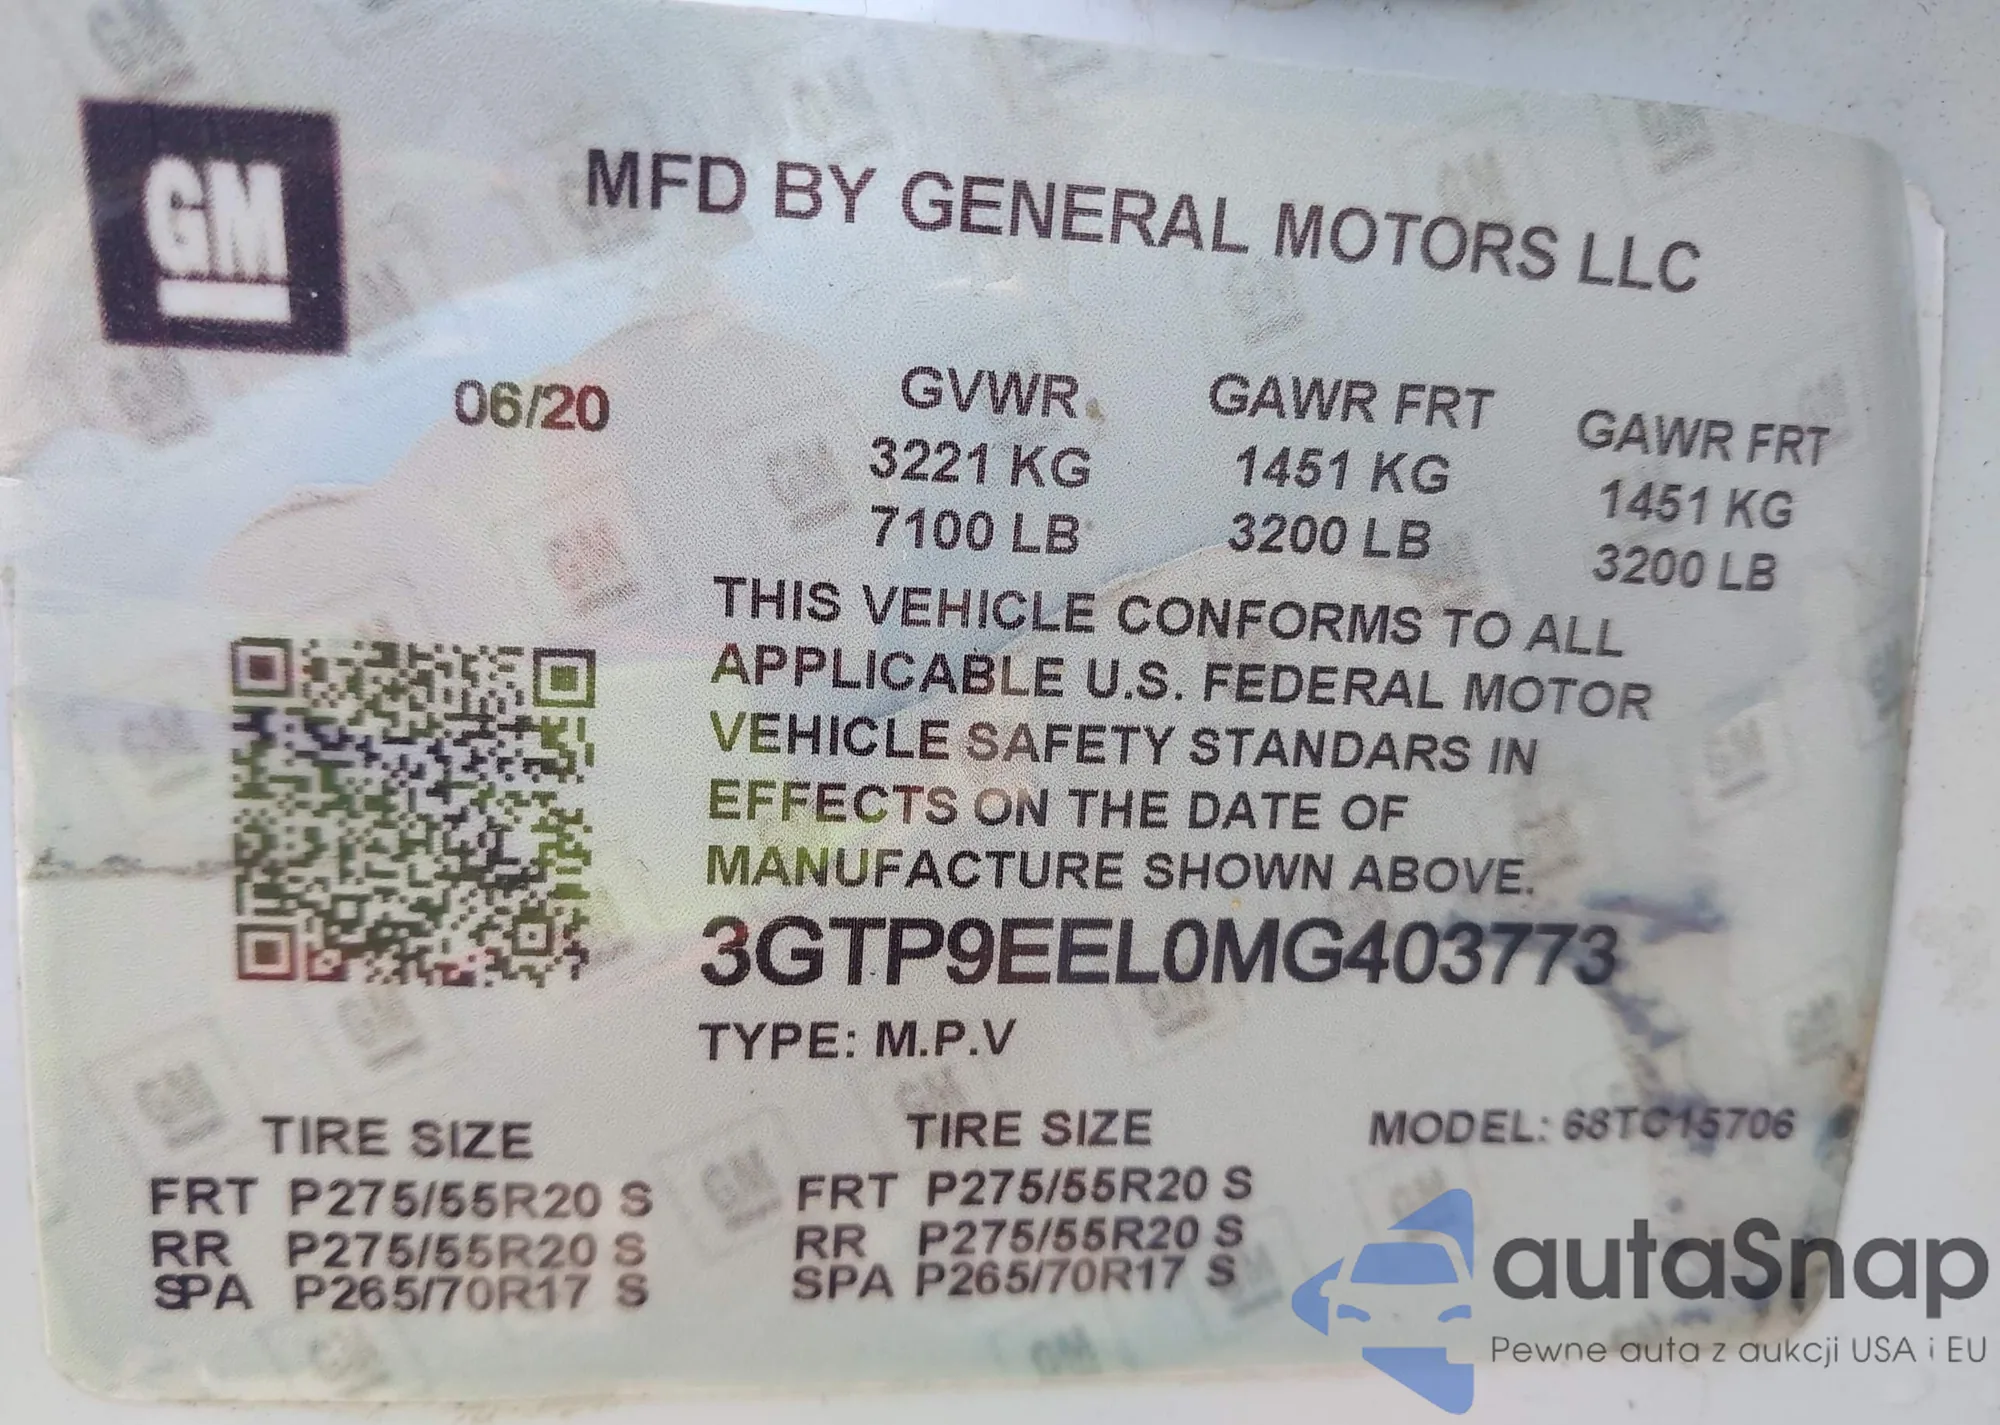 GM
MFD BY GENERAL MOTORS LLC
06/20
GVWR GAWR FRT GAWR FRT
3221 KG 1451 KG 1451 KG
7100 LB 3200 LB 3200 LB
THIS VEHICLE CONFORMS TO ALL
APPLICABLE U.S. FEDERAL MOTOR
VEHICLE SAFETY STANDARS IN
EFFECTS ON THE DATE OF
MANUFACTURE SHOWN ABOVE.
3GTP9EEL0MG403773
TYPE: M.P.V
TIRE SIZE TIRE SIZE MODEL: 68TC15706
FRT P275/55R20 S FRT P275/55R20 S
RR P275/55R20 S RR P275/55R20 S
SPA P265/70R17 S SPA P265/70R17 S
autaSnap
Pewne auta z aukcji USA i EU